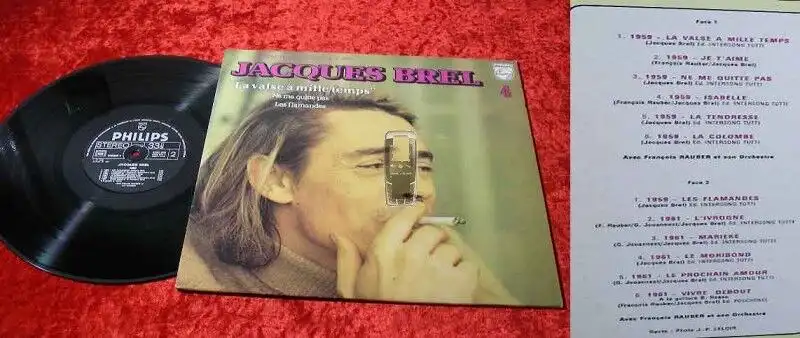 PHILIPS
STEREO
33⅓
2
JACQUES BREL
JACQUES BREL
4
"La valse à mille temps"
Ne me quitte pas
Les flamandes
Face 1
1. 1959 - LA VALSE A MILLE TEMPS
(Jacques Brel) Ed. INTERSONG TUTTI
2. 1959 - JE T'AIME
(François Rauber/Jacques Brel)
3. 1959 - NE ME QUITTE PAS
(Jacques Brel) Ed. INTERSONG TUTTI
4. 1959 - ISABELLE
(François Rauber/Jacques Brel) Ed. INTERSONG TUTTI
5. 1959 - LA TENDRESSE
(Jacques Brel) Ed. INTERSONG TUTTI
6. 1959 - LA COLOMBE
(Jacques Brel) Ed. INTERSONG TUTTI
Avec François RAUBER et son Orchestre
Face 2
1. 1959 - LES FLAMANDES
(Jacques Brel) Ed. INTERSONG TUTTI
2. 1961 - L'IVROGNE
(F. Rauber/G. Jouannest/Jacques Brel) Ed. INTERSONG TUTTI
3. 1961 - MARIEKE
(G. Jouannest/Jacques Brel) Ed. INTERSONG TUTTI
4. 1961 - LE MORIBOND
(Jacques Brel) Ed. INTERSONG TUTTI
5. 1961 - LE PROCHAIN AMOUR
(G. Jouannest/Jacques Brel) Ed. INTERSONG TUTTI
6. 1961 - VIVRE DEBOUT
(François Rauber/G. Jouannest/Jacques Brel) Ed. POUCHENEL
Avec François RAUBER et son Orchestre
Recto - Photo J.-P. LELOIR